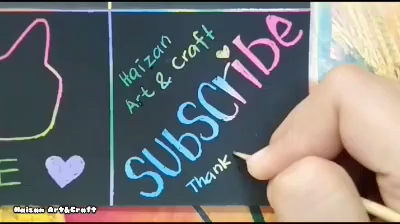 Haizan
Art & Craft
SUBSCribe
Thank
E
Haizan Art&Craft